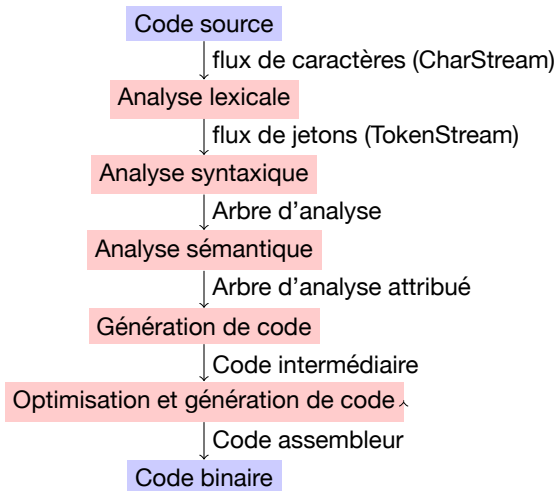 Code source
flux de caractères (CharStream)
Analyse lexicale
flux de jetons (TokenStream)
Analyse syntaxique
Arbre d’analyse
Analyse sémantique
Arbre d’analyse attribué
Génération de code
Code intermédiaire
Optimisation et génération de code
Code assembleur
Code binaire